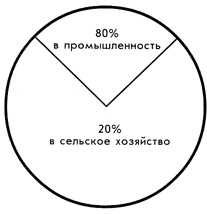 80%
в промышленность
20%
в сельское хозяйство